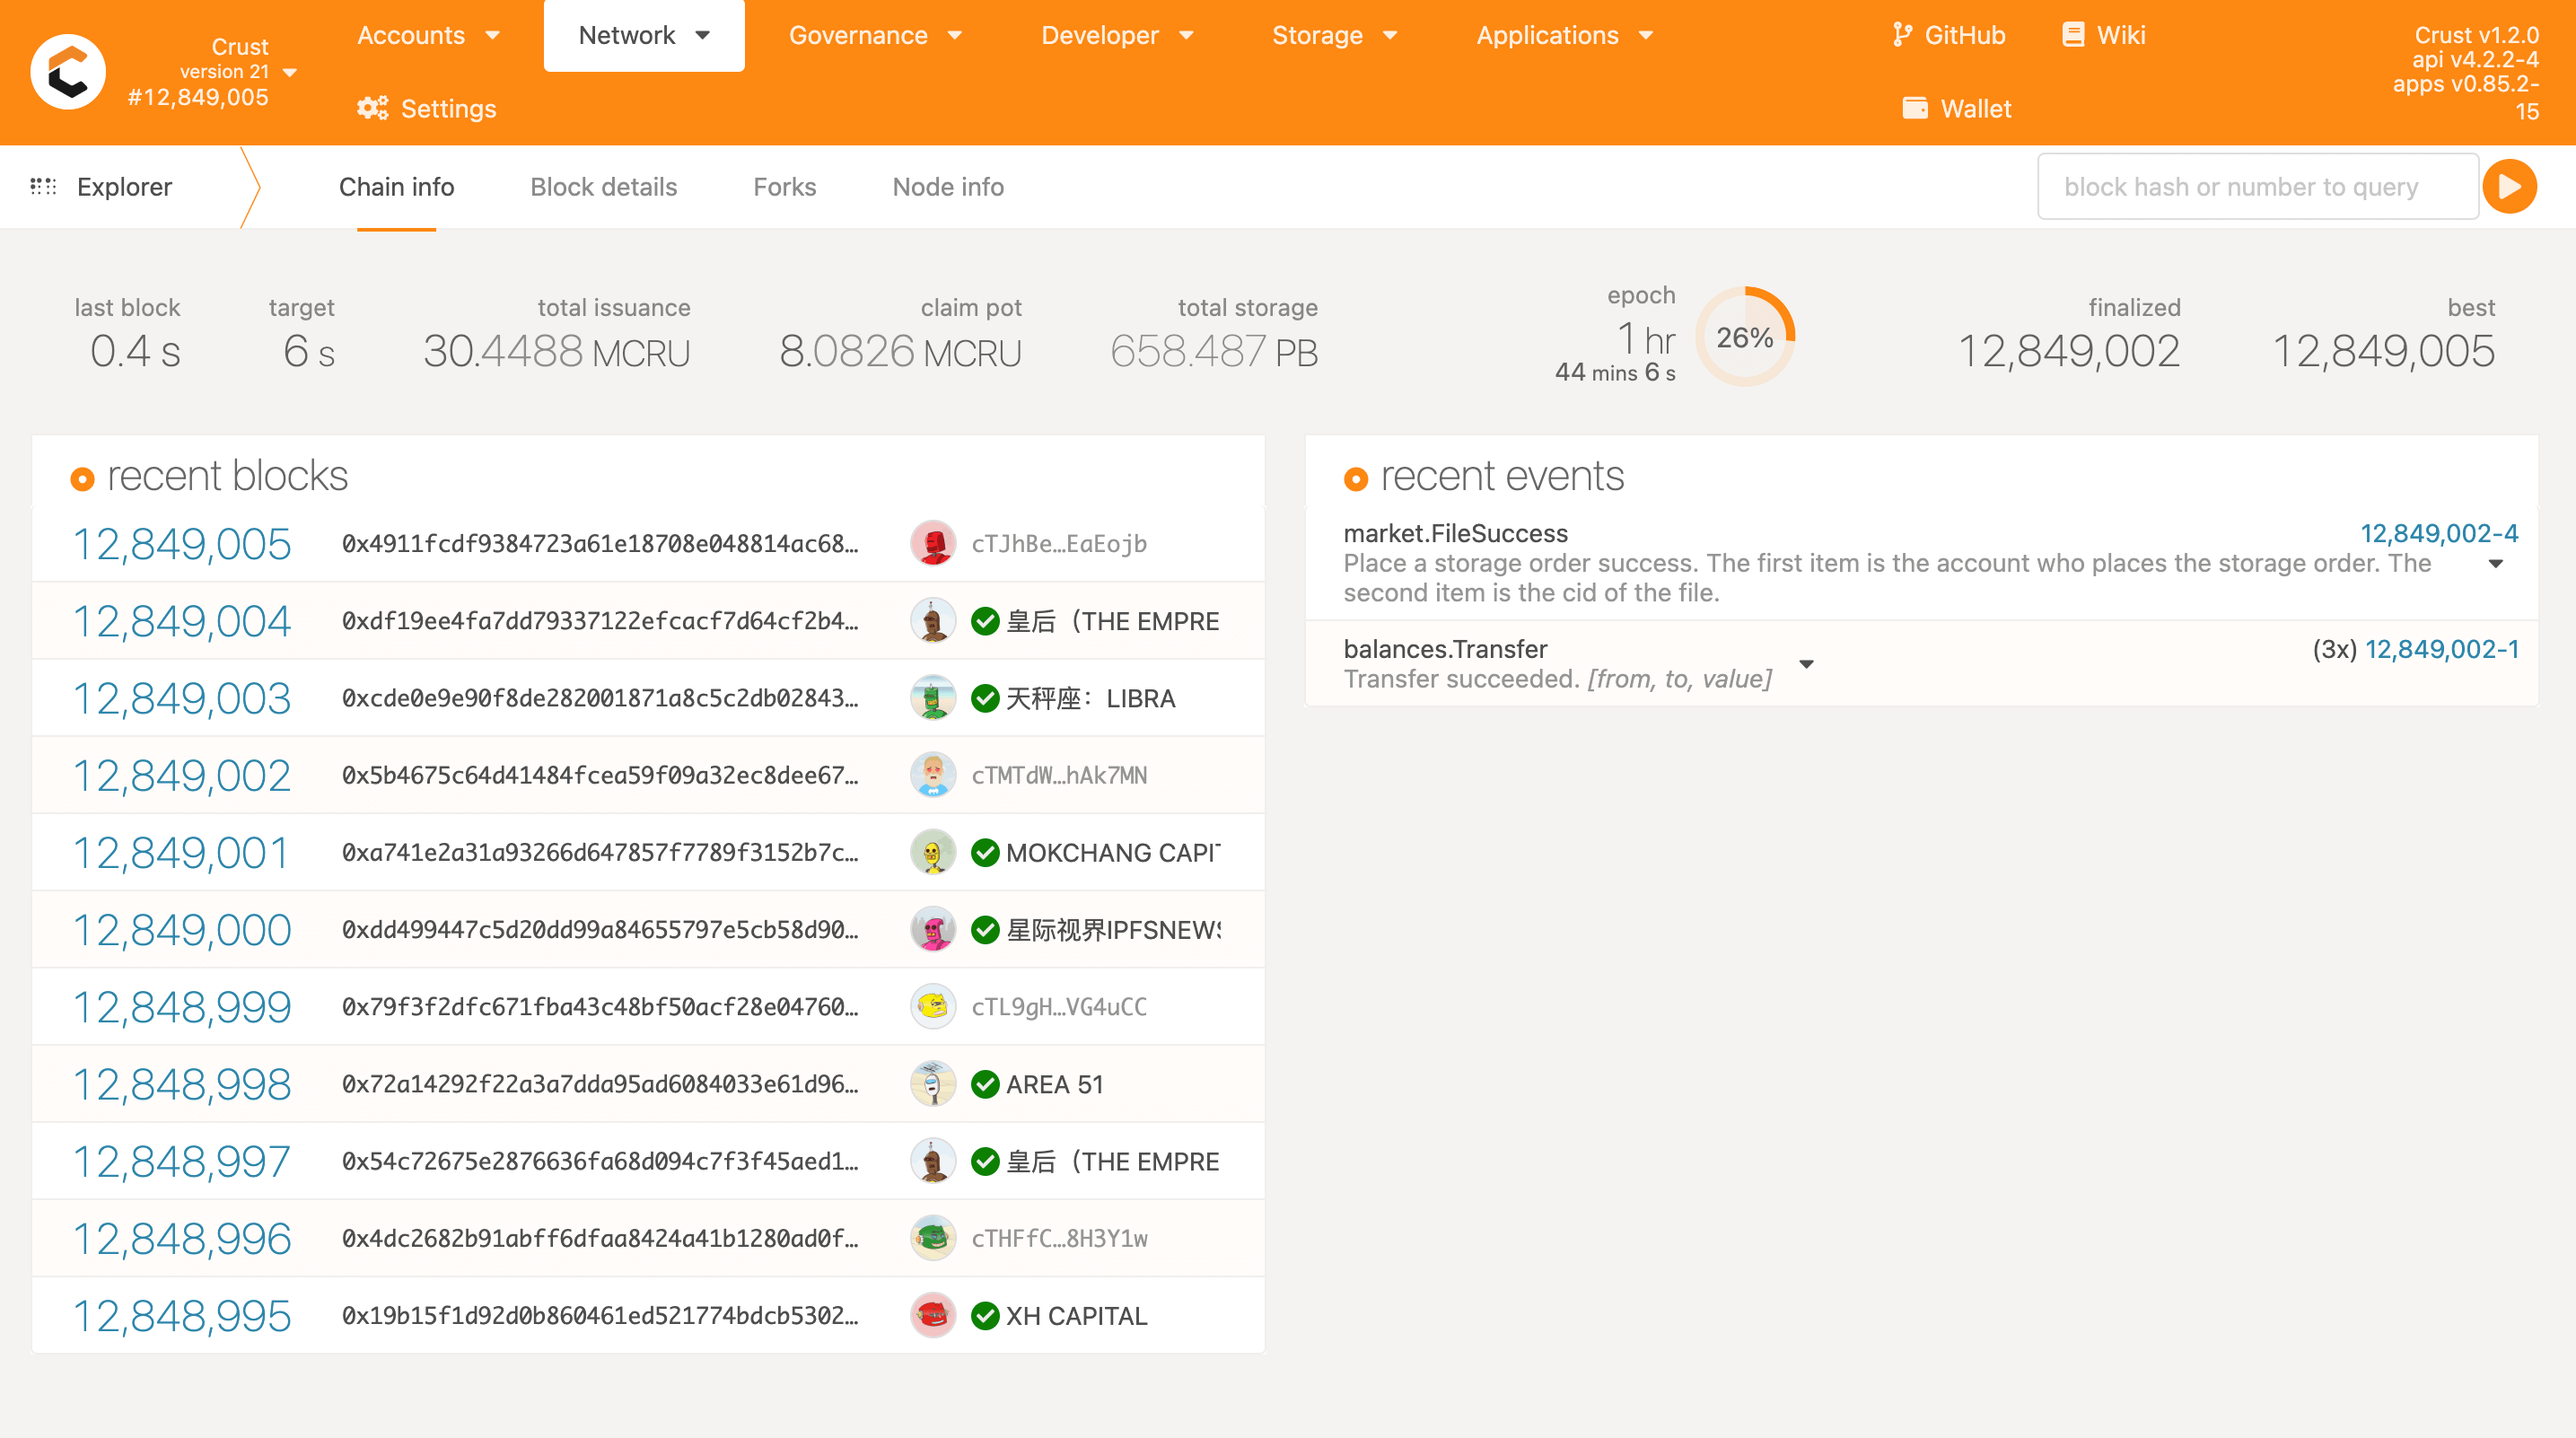 Crust
version 21
#12,849,005
Accounts
Network
Governance
Developer
Storage
Applications
Settings
GitHub
Wiki
Wallet
Crust v1.2.0
api v4.2.2-4
apps v0.85.2-
15
Explorer
Chain info
Block details
Forks
Node info
block hash or number to query
last block
0.4 s
target
6 s
total issuance
30.4488 MCRU
claim pot
8.0826 MCRU
total storage
658.487 PB
epoch
1 hr
44 mins 6 s
26%
finalized
12,849,002
best
12,849,005
recent blocks
12,849,005 0x4911fcdf9384723a61e18708e048814ac68… cTJhBe…EaEojb
12,849,004 0xdf19ee4fa7dd79337122efcacf7d64cf2b4… 皇后（THE EMPRE
12,849,003 0xcde0e9e90f8de282001871a8c5c2db02843… 天秤座：LIBRA
12,849,002 0x5b4675c64d41484fcea59f09a32ec8dee67… cTMTdW…hAk7MN
12,849,001 0xa741e2a31a93266d647857f7789f3152b7c… MOKCHANG CAPIT
12,849,000 0xdd499447c5d20dd99a84655797e5cb58d90… 星际视界IPFSNEWS
12,848,999 0x79f3f2dfc671fba43c48bf50acf28e04760… cTL9gH…VG4uCC
12,848,998 0x72a14292f22a3a7dda95ad6084033e61d96… AREA 51
12,848,997 0x54c72675e2876636fa68d094c7f3f45aed1… 皇后（THE EMPRE
12,848,996 0x4dc2682b91abff6dfaa8424a41b1280ad0f… cTHFfC…8H3Y1w
12,848,995 0x19b15f1d92d0b860461ed521774bdcb5302… XH CAPITAL
recent events
market.FileSuccess 12,849,002-4
Place a storage order success. The first item is the account who places the storage order. The
second item is the cid of the file.
balances.Transfer (3x) 12,849,002-1
Transfer succeeded. [from, to, value]